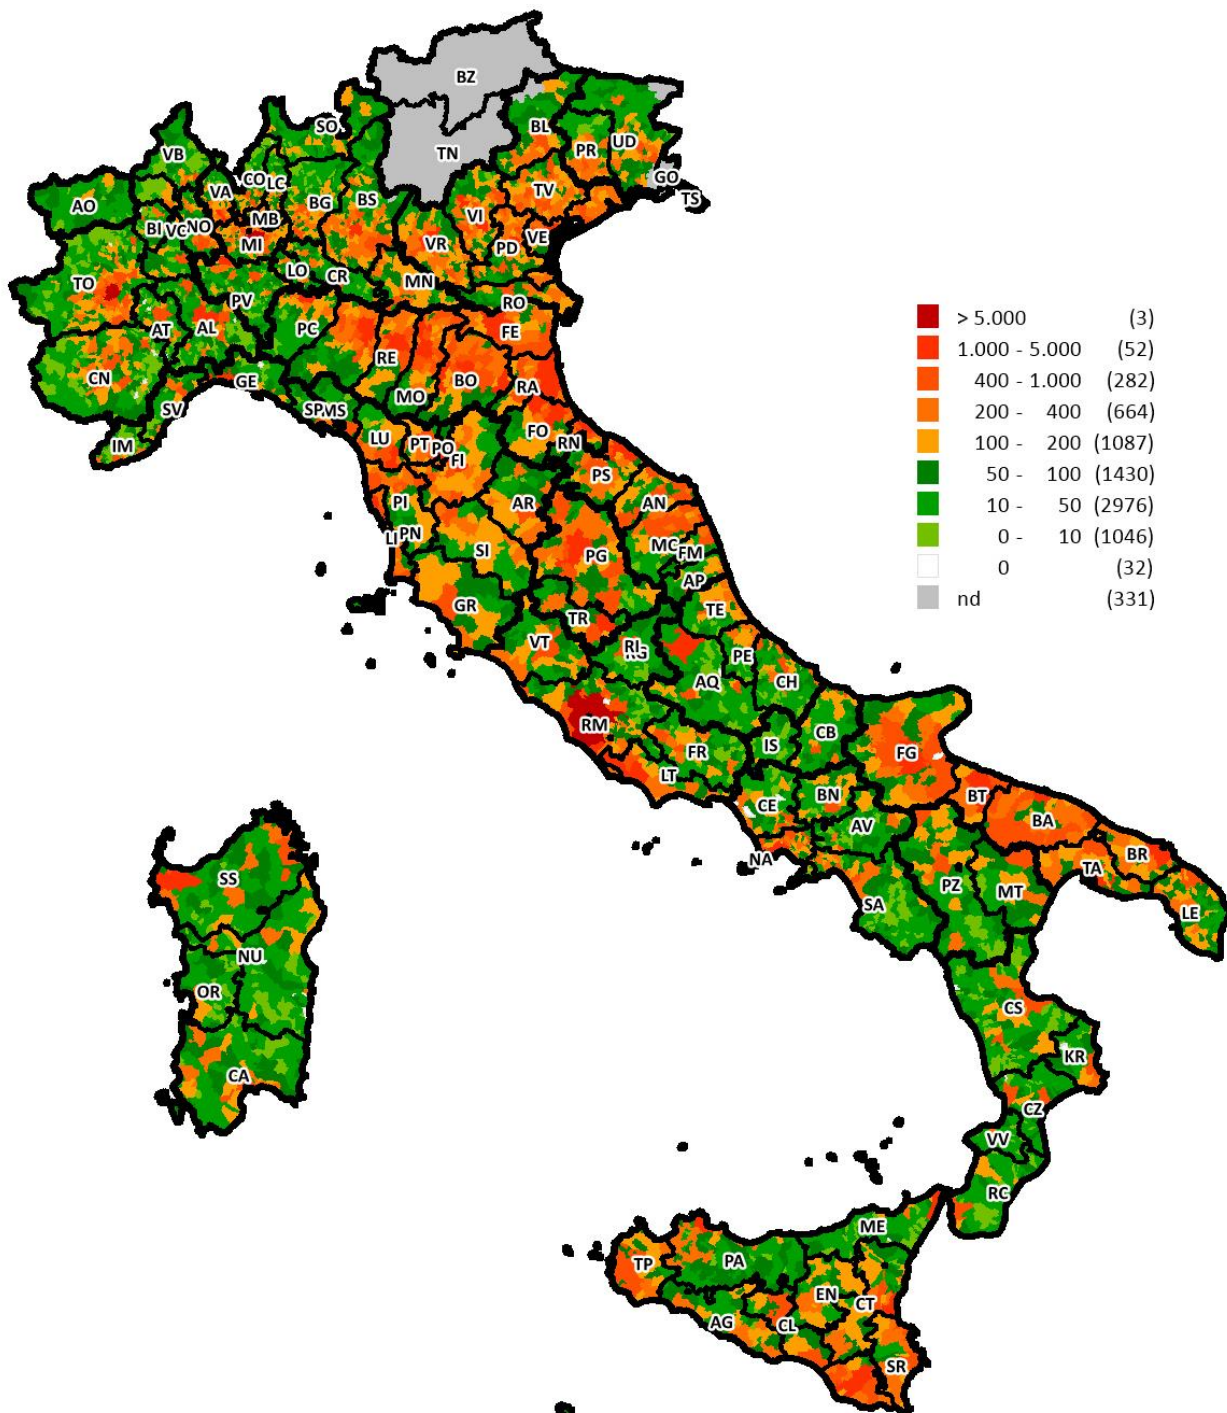 BZ
SO
BL
TN
PR
UD
VB
GO
TS
CO
LC
VA
AO
BG
BS
TV
BI
VC
NO
MB
VI
MI
VR
VE
PD
LO
CR
TO
MN
PV
RO
AT
AL
PC
FE
> 5.000 (3)
1.000 - 5.000 (52)
400 - 1.000 (282)
200 - 400 (664)
100 - 200 (1087)
50 - 100 (1430)
10 - 50 (2976)
0 - 10 (1046)
0 (32)
nd (331)
RE
CN
GE
BO
RA
MO
SV
SP
MS
IM
LU
PT
PO
FI
FO
RN
PS
PI
AR
AN
LI
PN
SI
PG
MC
FM
AP
GR
TR
TE
VT
RI
PE
AQ
CH
RM
FR
IS
CB
FG
LT
CE
BN
BT
BA
AV
NA
BR
TA
SS
PZ
MT
SA
LE
NU
OR
CS
CA
KR
CZ
VV
RC
ME
TP
PA
EN
CT
AG
CL
SR